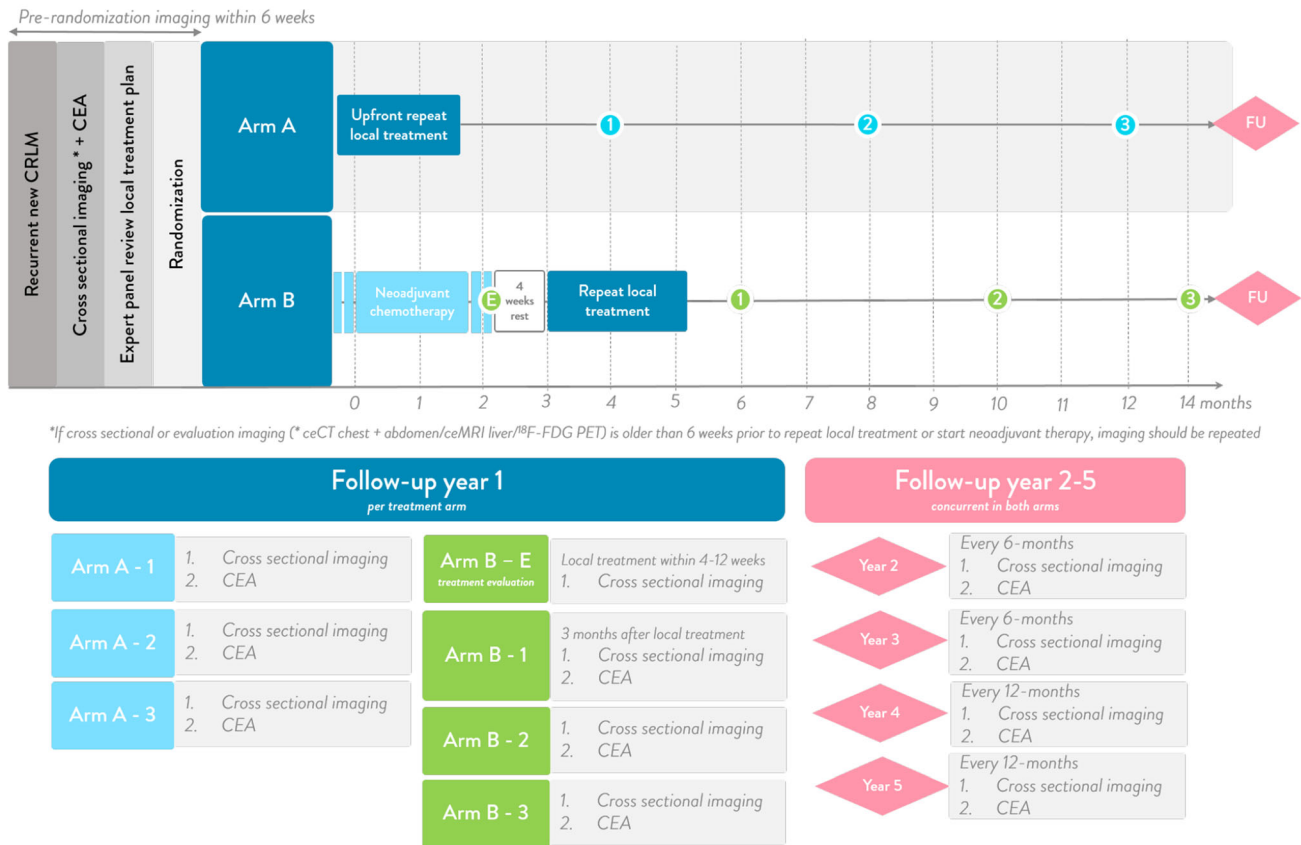 Pre-randomization imaging within 6 weeks
Recurrent new CRLM
Cross sectional imaging* + CEA
Expert panel review local treatment plan
Randomization
Arm A
Upfront repeat
local treatment
1
2
3
FU
Arm B
Neoadjuvant
chemotherapy
E
4
weeks
rest
Repeat local
treatment
1
2
3
FU
0 1 2 3 4 5 6 7 8 9 10 11 12 14 months
*If cross sectional or evaluation imaging (* ceCT chest + abdomen/ceMRI liver/¹⁸F-FDG PET) is older than 6 weeks prior to repeat local treatment or start neoadjuvant therapy, imaging should be repeated
Follow-up year 1
per treatment arm
Arm A - 1
1. Cross sectional imaging
2. CEA
Arm A - 2
1. Cross sectional imaging
2. CEA
Arm A - 3
1. Cross sectional imaging
2. CEA
Arm B – E
treatment evaluation
Local treatment within 4-12 weeks
1. Cross sectional imaging
Arm B - 1
3 months after local treatment
1. Cross sectional imaging
2. CEA
Arm B - 2
1. Cross sectional imaging
2. CEA
Arm B - 3
1. Cross sectional imaging
2. CEA
Follow-up year 2-5
concurrent in both arms
Year 2
Every 6-months
1. Cross sectional imaging
2. CEA
Year 3
Every 6-months
1. Cross sectional imaging
2. CEA
Year 4
Every 12-months
1. Cross sectional imaging
2. CEA
Year 5
Every 12-months
1. Cross sectional imaging
2. CEA